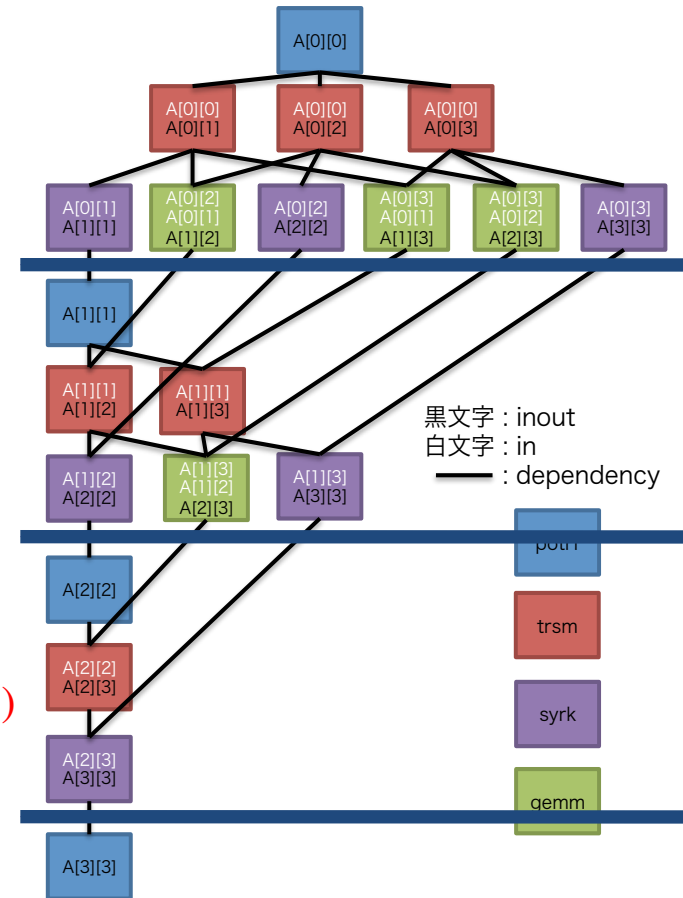 A[0][0]
A[0][0]
A[0][1]
A[0][0]
A[0][2]
A[0][0]
A[0][3]
A[0][1]
A[1][1]
A[0][2]
A[0][1]
A[1][2]
A[0][2]
A[2][2]
A[0][3]
A[0][1]
A[1][3]
A[0][3]
A[0][2]
A[2][3]
A[0][3]
A[3][3]
A[1][1]
A[1][1]
A[1][2]
A[1][1]
A[1][3]
黒文字 : inout
白文字 : in
: dependency
A[1][2]
A[2][2]
A[1][3]
A[1][2]
A[2][3]
A[1][3]
A[3][3]
potrf
A[2][2]
trsm
A[2][2]
A[2][3]
)
syrk
A[2][3]
A[3][3]
gemm
A[3][3]